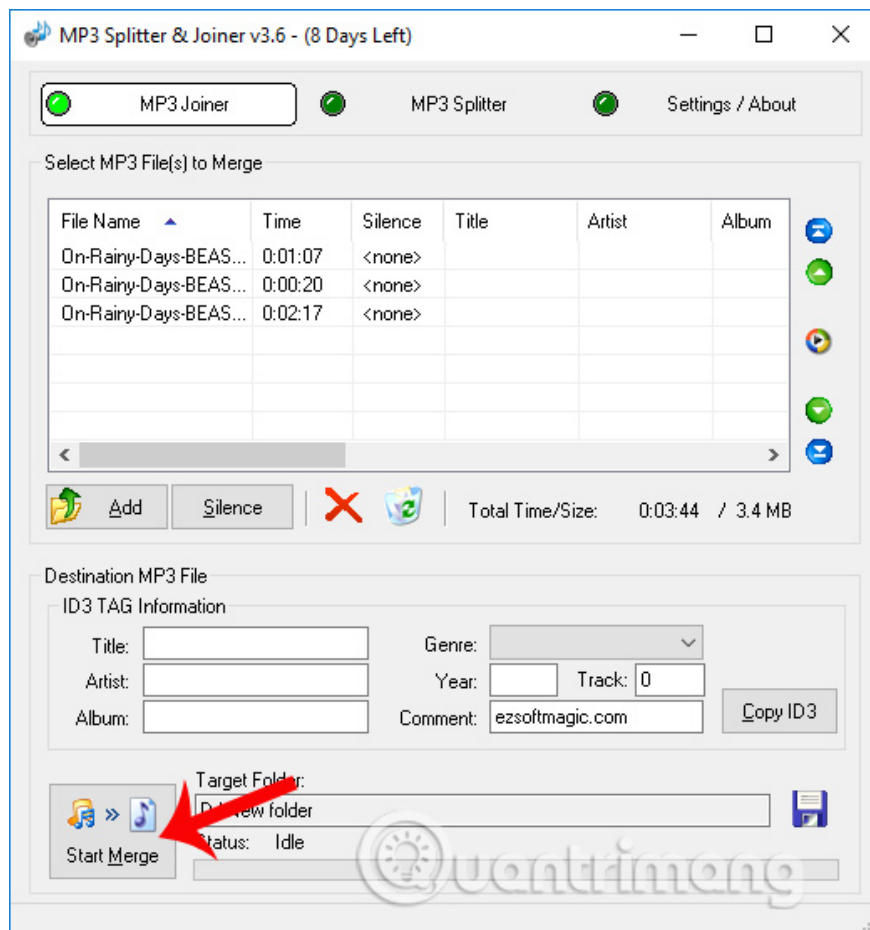 MP3 Splitter & Joiner v3.6 - (8 Days Left)
MP3 Joiner MP3 Splitter Settings / About
Select MP3 File(s) to Merge
File Name Time Silence Title Artist Album
On-Rainy-Days-BEAS... 0:01:07 <none>
On-Rainy-Days-BEAS... 0:00:20 <none>
On-Rainy-Days-BEAS... 0:02:17 <none>
Add Silence Total Time/Size: 0:03:44 / 3.4 MB
Destination MP3 File
ID3 TAG Information
Title: Genre:
Artist: Year: Track: 0
Album: Comment: ezsoftmagic.com Copy ID3
Target Folder:
D:\New folder
Start Merge Status: Idle
Quantrimang